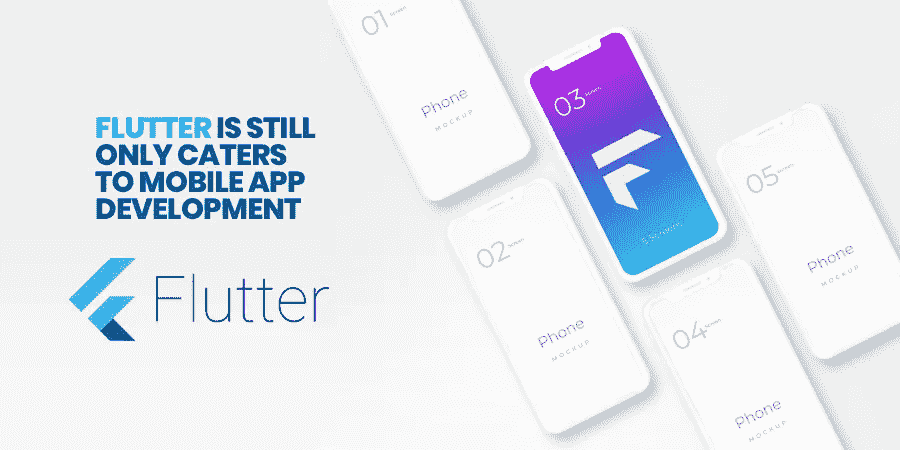 FLUTTER IS STILL
ONLY CATERS
TO MOBILE APP
DEVELOPMENT
Flutter
01
SCREEN
Phone
MOCKUP
02
SCREEN
Phone
MOCKUP
03
SCREEN
04
SCREEN
Phone
MOCKUP
05
SCREEN
Phone
MOCKUP